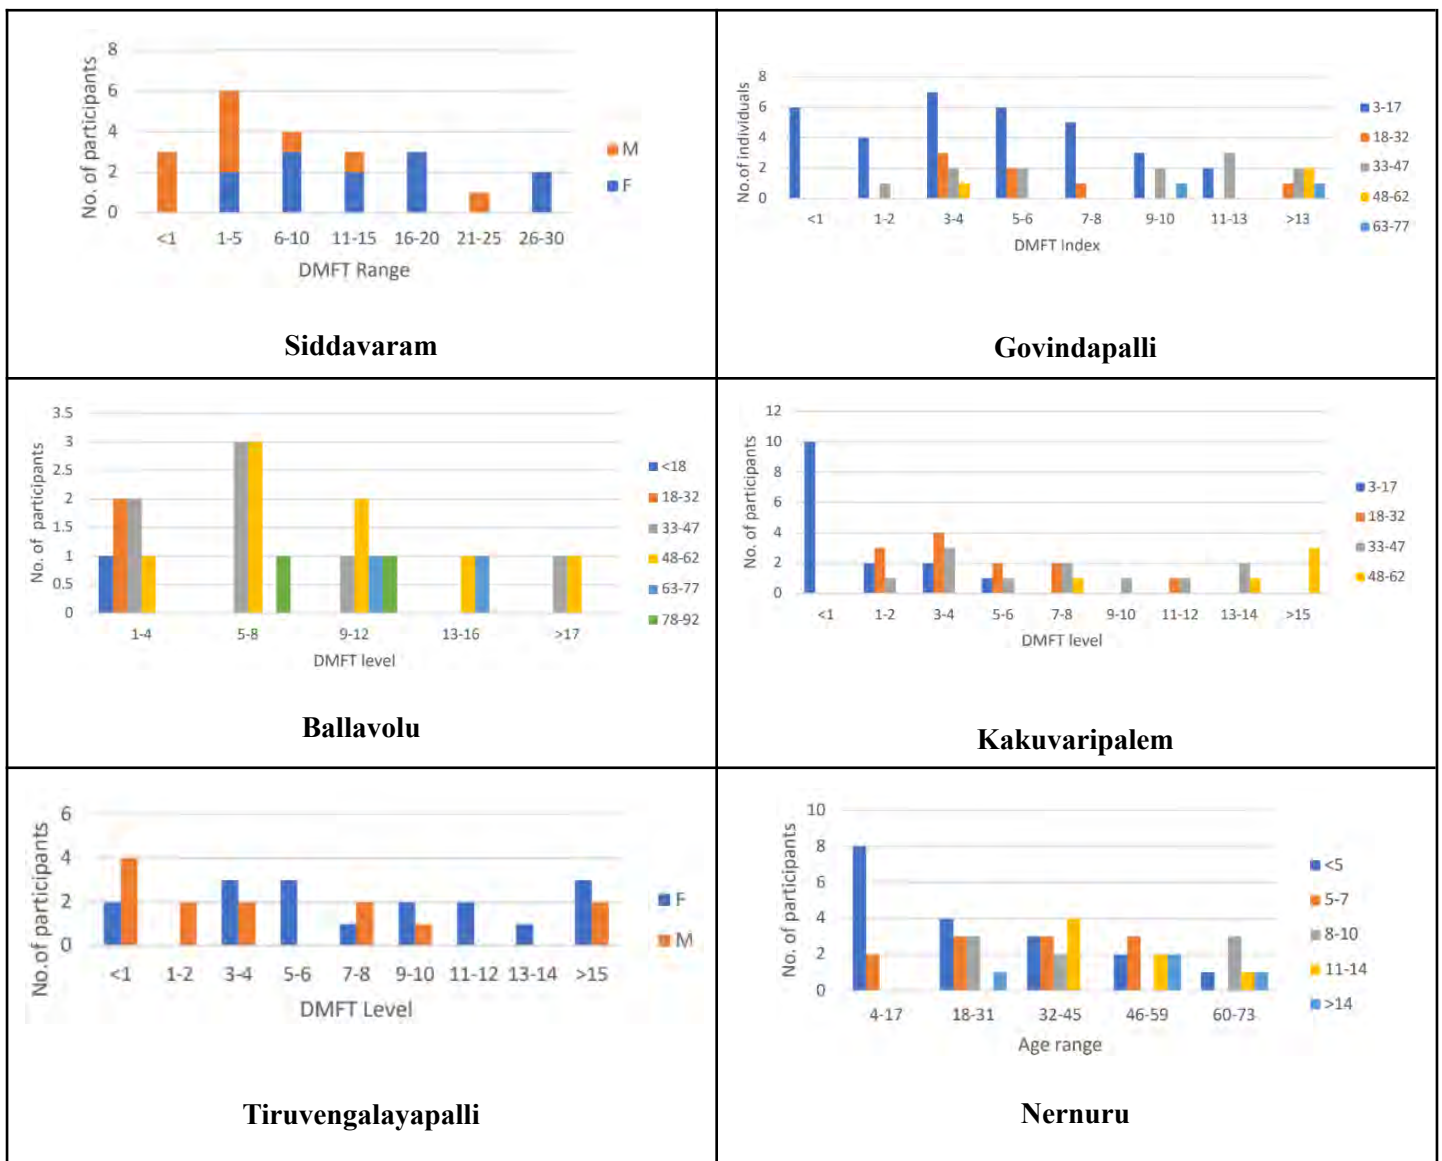 8
6
4
2
0
No. of participants
<1 1-5 6-10 11-15 16-20 21-25 26-30
DMFT Range
M
F
Siddavaram
8
6
4
2
0
No.of individuals
<1 1-2 3-4 5-6 7-8 9-10 11-13 >13
DMFT Index
3-17
18-32
33-47
48-62
63-77
Govindapalli
3.5
3
2.5
2
1.5
1
0.5
0
No. of participants
1-4 5-8 9-12 13-16 >17
DMFT level
<18
18-32
33-47
48-62
63-77
78-92
Ballavolu
12
10
8
6
4
2
0
No. of participants
<1 1-2 3-4 5-6 7-8 9-10 11-12 13-14 >15
DMFT level
3-17
18-32
33-47
48-62
Kakuvaripalem
6
4
2
0
No.of participants
<1 1-2 3-4 5-6 7-8 9-10 11-12 13-14 >15
DMFT Level
F
M
Tiruvengalayapalli
10
8
6
4
2
0
No. of participants
4-17 18-31 32-45 46-59 60-73
Age range
<5
5-7
8-10
11-14
>14
Nernuru